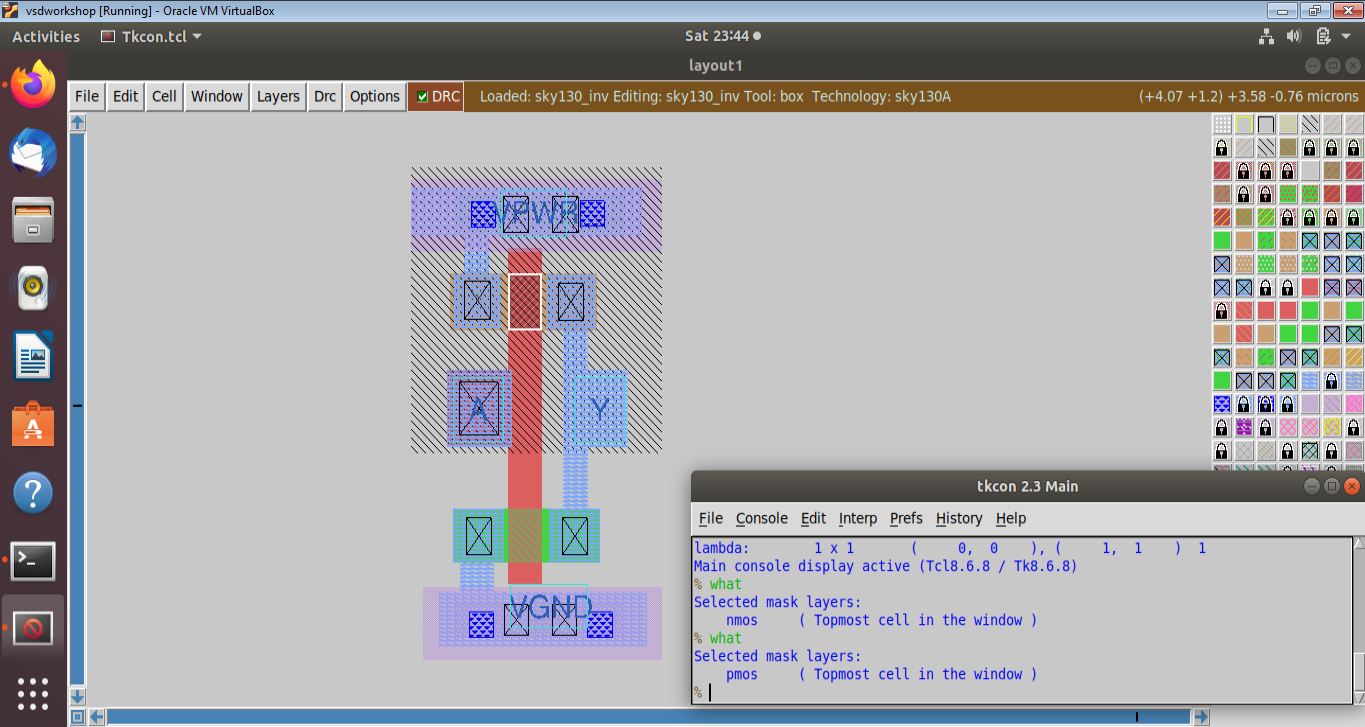 vsdworkshop [Running] - Oracle VM VirtualBox
Activities Tkcon.tcl Sat 23:44
layout1
File Edit Cell Window Layers Drc Options DRC Loaded: sky130_inv Editing: sky130_inv Tool: box Technology: sky130A (+4.07 +1.2) +3.58 -0.76 microns
VPWR
A Y
VGND
tkcon 2.3 Main
File Console Edit Interp Prefs History Help
lambda: 1 x 1 ( 0, 0 ), ( 1, 1 ) 1
Main console display active (Tcl8.6.8 / Tk8.6.8)
% what
Selected mask layers:
nmos ( Topmost cell in the window )
% what
Selected mask layers:
pmos ( Topmost cell in the window )
%